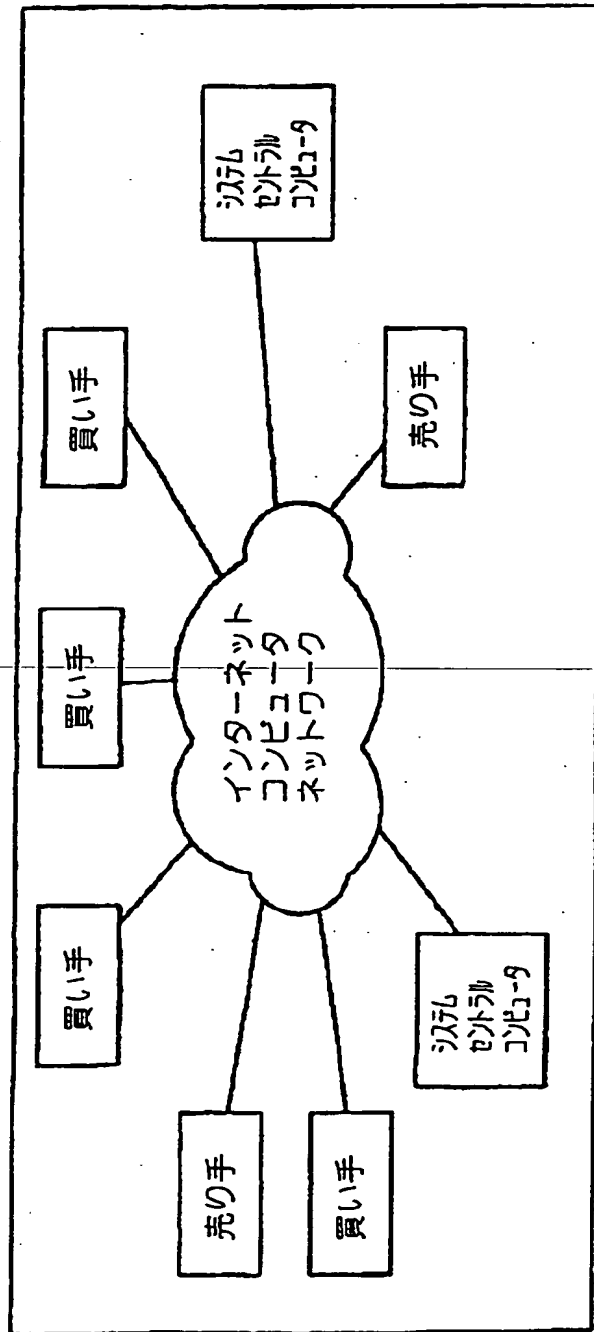 買い手
買い手
買い手
売り手
買い手
インターネット
コンピュータ
ネットワーク
システム
セントラル
コンピュータ
システム
セントラル
コンピュータ
売り手